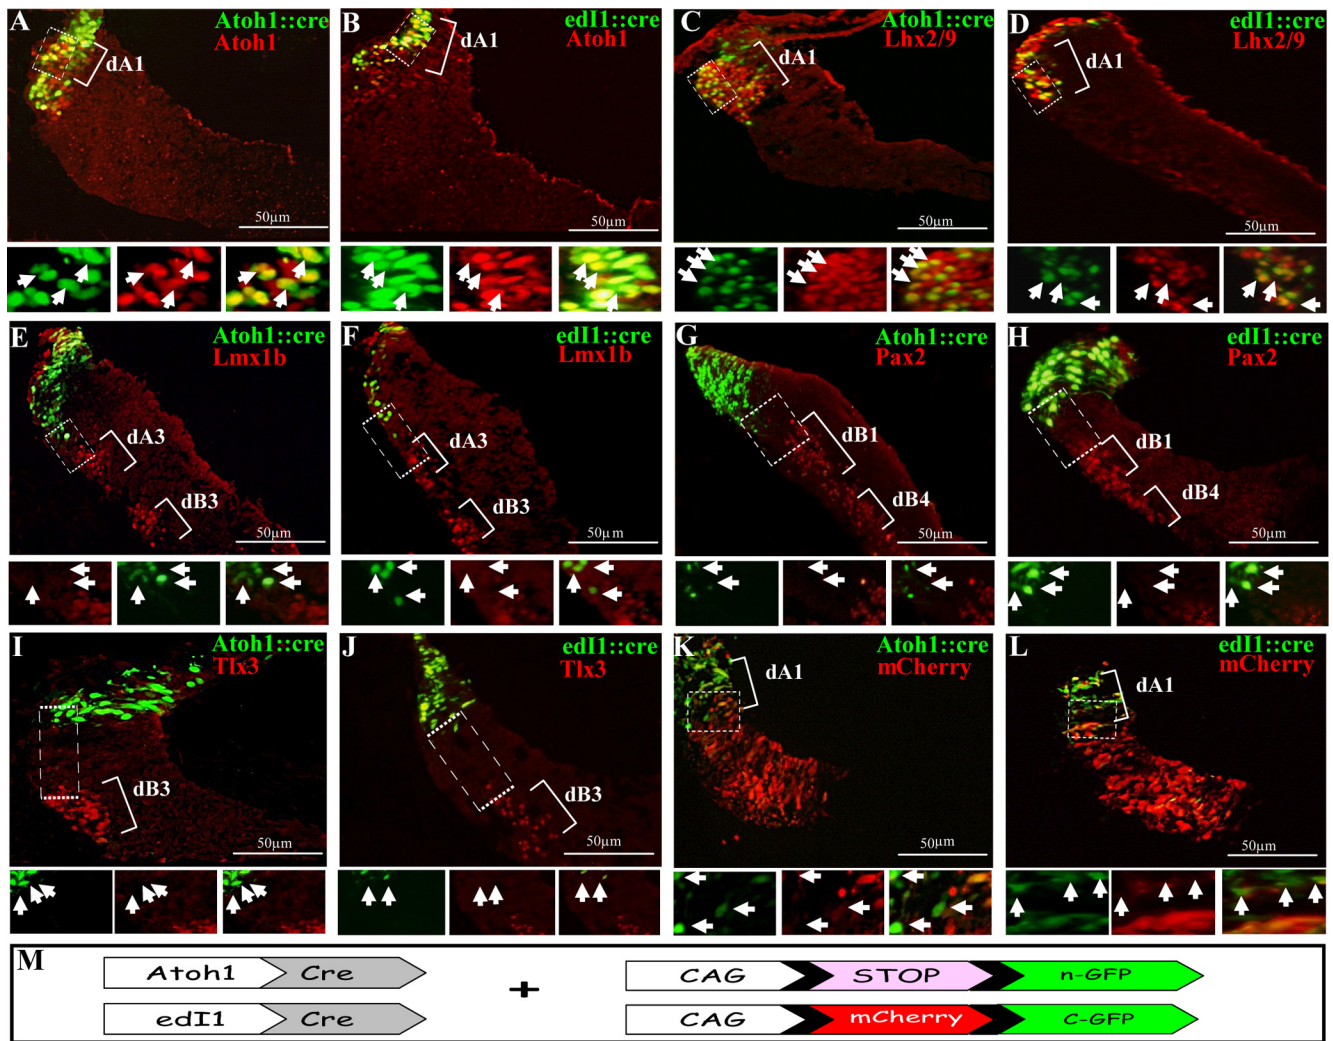 A
Atoh1::cre
Atoh1
dA1
50µm
B
edI1::cre
Atoh1
dA1
50µm
C
Atoh1::cre
Lhx2/9
dA1
50µm
D
edI1::cre
Lhx2/9
dA1
50µm
E
Atoh1::cre
Lmx1b
dA3
dB3
50µm
F
edI1::cre
Lmx1b
dA3
dB3
50µm
G
Atoh1::cre
Pax2
dB1
dB4
50µm
H
edI1::cre
Pax2
dB1
dB4
50µm
I
Atoh1::cre
Tlx3
dB3
50µm
J
edI1::cre
Tlx3
dB3
50µm
K
Atoh1::cre
mCherry
dA1
50µm
L
edI1::cre
mCherry
dA1
50µm
M
Atoh1 Cre
+
CAG STOP n-GFP
edI1 Cre
CAG mCherry C-GFP